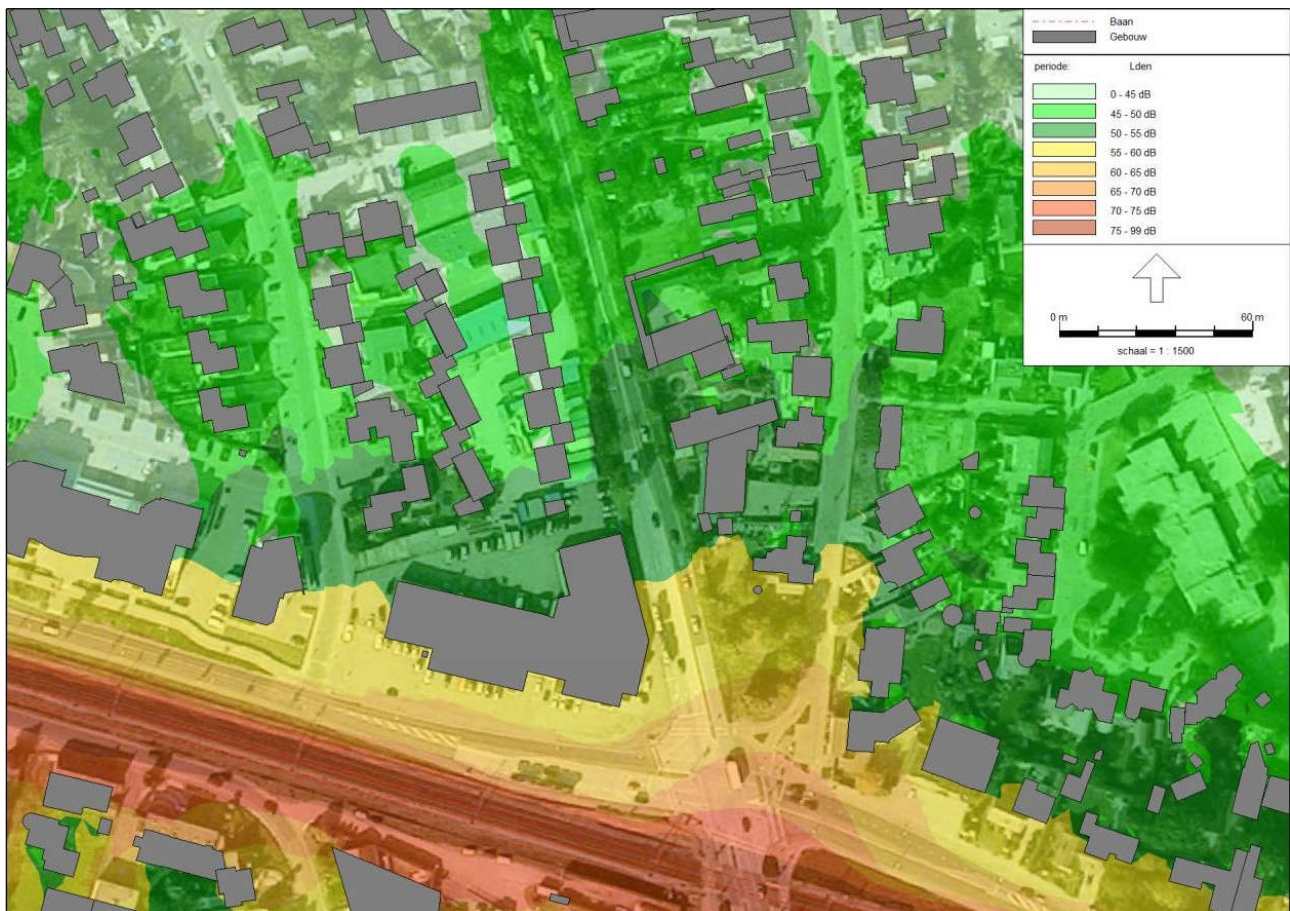 Baan
Gebouw
periode: Lden
0 - 45 dB
45 - 50 dB
50 - 55 dB
55 - 60 dB
60 - 65 dB
65 - 70 dB
70 - 75 dB
75 - 99 dB
0 m 60 m
schaal = 1 : 1500